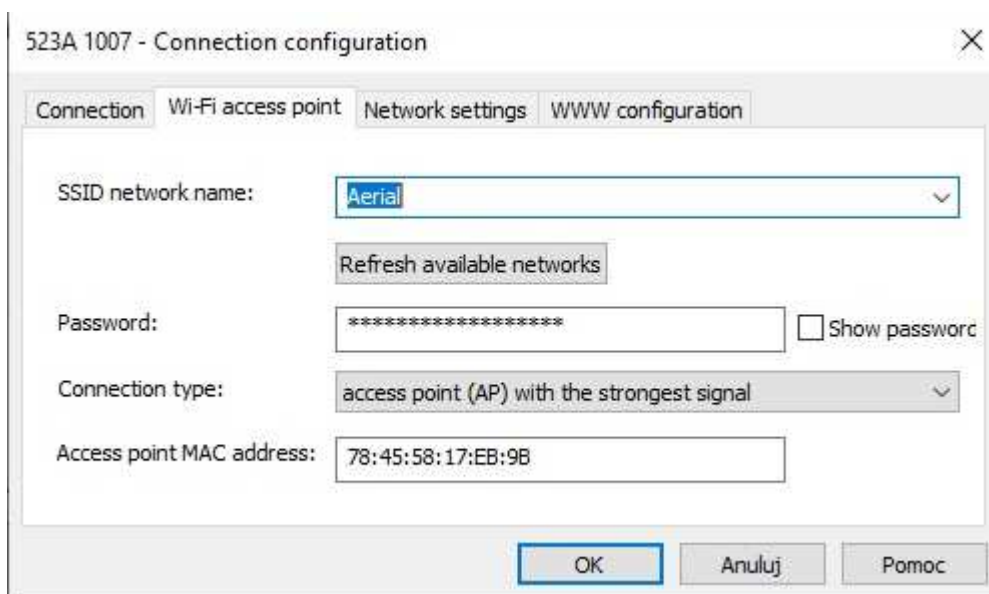 523A 1007 - Connection configuration
Connection Wi-Fi access point Network settings WWW configuration
SSID network name: Aerial
Refresh available networks
Password: ****************** Show password
Connection type: access point (AP) with the strongest signal
Access point MAC address: 78:45:58:17:EB:9B
OK Anuluj Pomoc